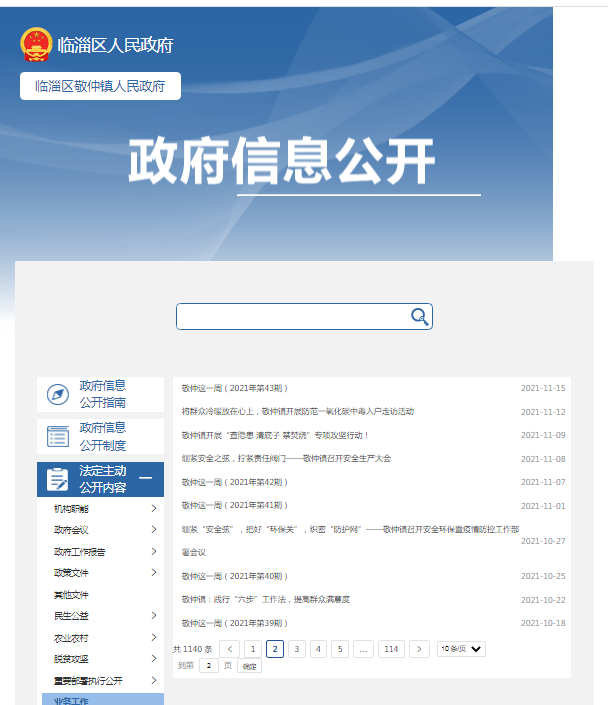 临淄区人民政府
临淄区敬仲镇人民政府
政府信息公开
政府信息
公开指南
政府信息
公开制度
法定主动
公开内容
机构职能
政府会议
政府工作报告
政策文件
其他文件
民生公益
农业农村
脱贫攻坚
重要部署执行公开
业务工作
敬仲这一周（2021年第43期） 2021-11-15
将群众冷暖放在心上，敬仲镇开展防范一氧化碳中毒入户走访活动 2021-11-12
敬仲镇开展“查隐患 清底子 禁焚烧”专项攻坚行动！ 2021-11-09
绷紧安全之弦，拧紧责任阀门——敬仲镇召开安全生产大会 2021-11-08
敬仲这一周（2021年第42期） 2021-11-07
敬仲这一周（2021年第41期） 2021-11-01
绷紧“安全弦”，把好“环保关”，织密“防护网”——敬仲镇召开安全环保暨疫情防控工作部
署会议 2021-10-27
敬仲这一周（2021年第40期） 2021-10-25
敬仲镇：践行“六步”工作法，提高群众满意度 2021-10-22
敬仲这一周（2021年第39期） 2021-10-18
共 1140 条 < 1 2 3 4 5 … 114 > 10 条/页
到第 2 页 确定